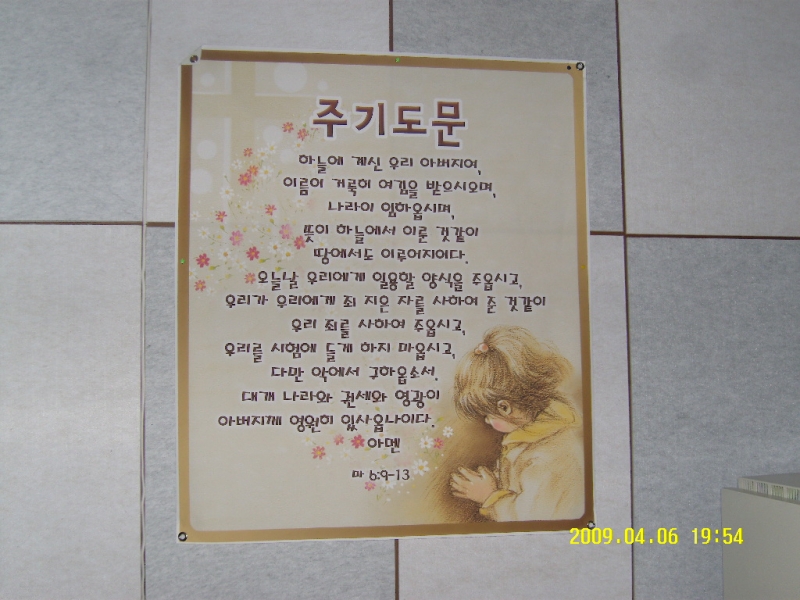 주기도문
하늘에 계신 우리 아버지여,
이름이 거룩히 여김을 받으시오며,
나라이 임하옵시며,
뜻이 하늘에서 이룬 것같이
땅에서도 이루어지이다.
오늘날 우리에게 일용할 양식을 주옵시고,
우리가 우리에게 죄 지은 자를 사하여 준 것같이
우리 죄를 사하여 주옵시고,
우리를 시험에 들게 하지 마옵시고,
다만 악에서 구하옵소서.
대개 나라와 권세와 영광이
아버지께 영원히 있사옵나이다.
아멘
마 6:9-13
2009.04.06 19:54